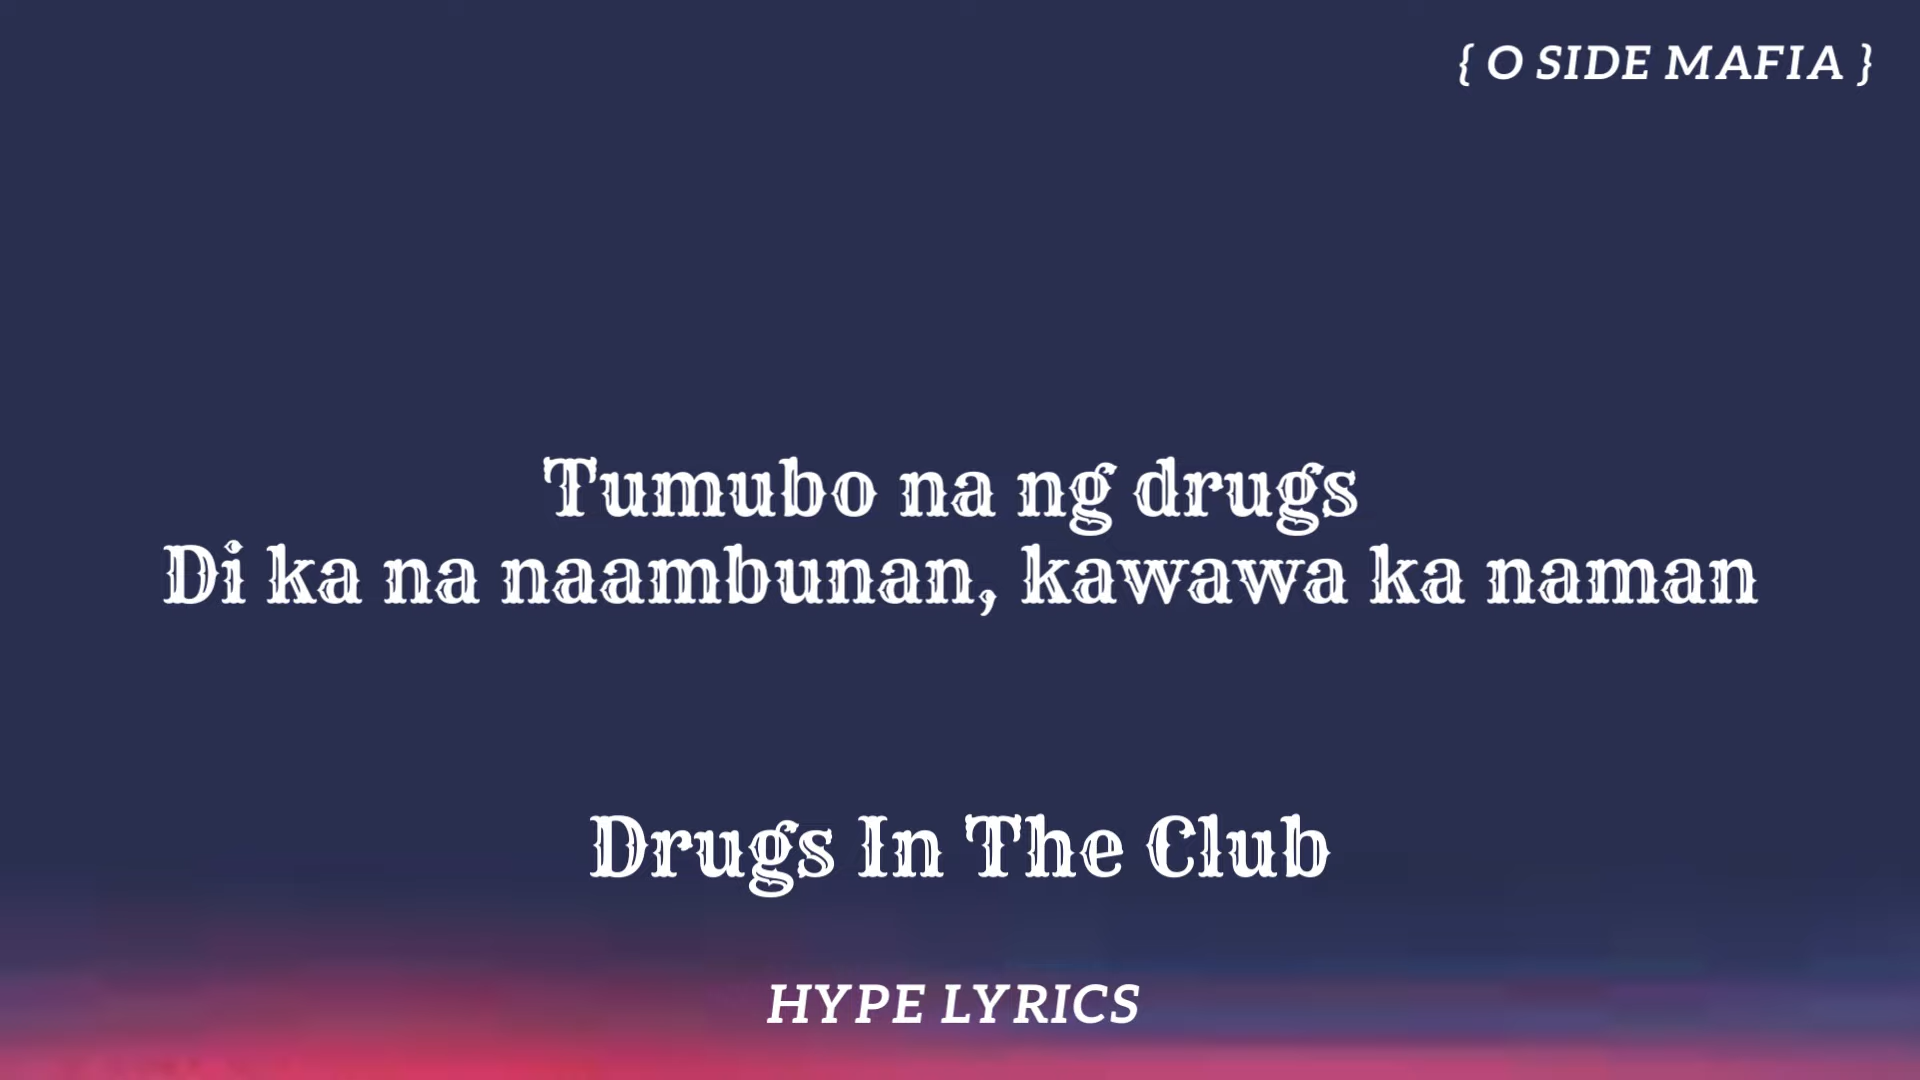 { O SIDE MAFIA }
Tumubo na ng drugs
Di ka na naambunan, kawawa ka naman
Drugs In The Club
HYPE LYRICS